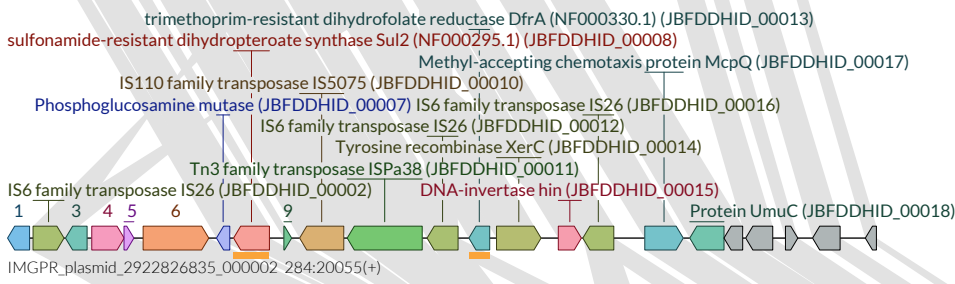 trimethoprim-resistant dihydrofolate reductase DfrA (NF000330.1) (JBFDDHID_00013)
sulfonamide-resistant dihydropteroate synthase Sul2 (NF000295.1) (JBFDDHID_00008)
Methyl-accepting chemotaxis protein McpQ (JBFDDHID_00017)
IS110 family transposase IS5075 (JBFDDHID_00010)
Phosphoglucosamine mutase (JBFDDHID_00007) IS6 family transposase IS26 (JBFDDHID_00016)
IS6 family transposase IS26 (JBFDDHID_00012)
Tyrosine recombinase XerC (JBFDDHID_00014)
Tn3 family transposase ISPa38 (JBFDDHID_00011)
IS6 family transposase IS26 (JBFDDHID_00002) DNA-invertase hin (JBFDDHID_00015)
1 3 4 5 6 9 Protein UmuC (JBFDDHID_00018)
IMGPR_plasmid_2922826835_000002 284:20055(+)